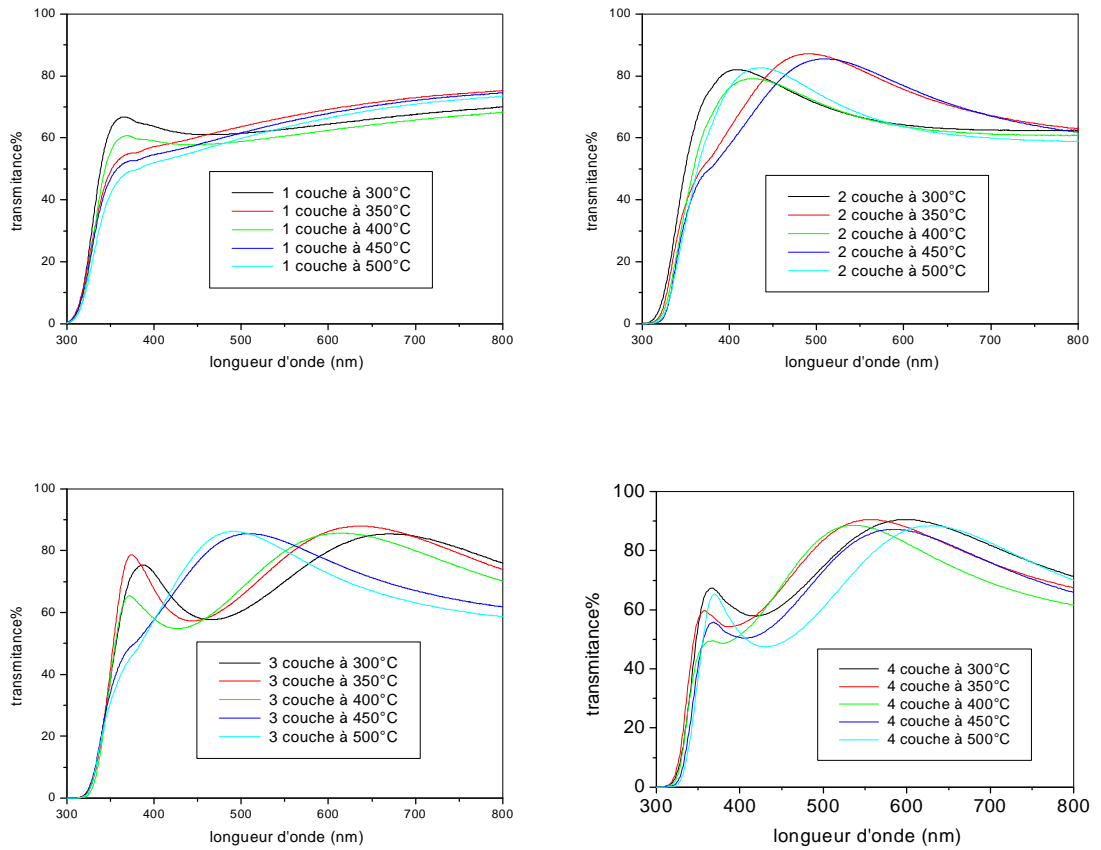 100
80
60
40
20
0
transmitance%
1 couche à 300°C
1 couche à 350°C
1 couche à 400°C
1 couche à 450°C
1 couche à 500°C
300 400 500 600 700 800
longueur d'onde (nm)
100
80
60
40
20
0
transmitance%
2 couche à 300°C
2 couche à 350°C
2 couche à 400°C
2 couche à 450°C
2 couche à 500°C
300 400 500 600 700 800
longueur d'onde (nm)
100
80
60
40
20
0
transmitance%
3 couche à 300°C
3 couche à 350°C
3 couche à 400°C
3 couche à 450°C
3 couche à 500°C
300 400 500 600 700 800
longueur d'onde (nm)
100
80
60
40
20
0
transmitance%
4 couche à 300°C
4 couche à 350°C
4 couche à 400°C
4 couche à 450°C
4 couche à 500°C
300 400 500 600 700 800
longueur d'onde (nm)